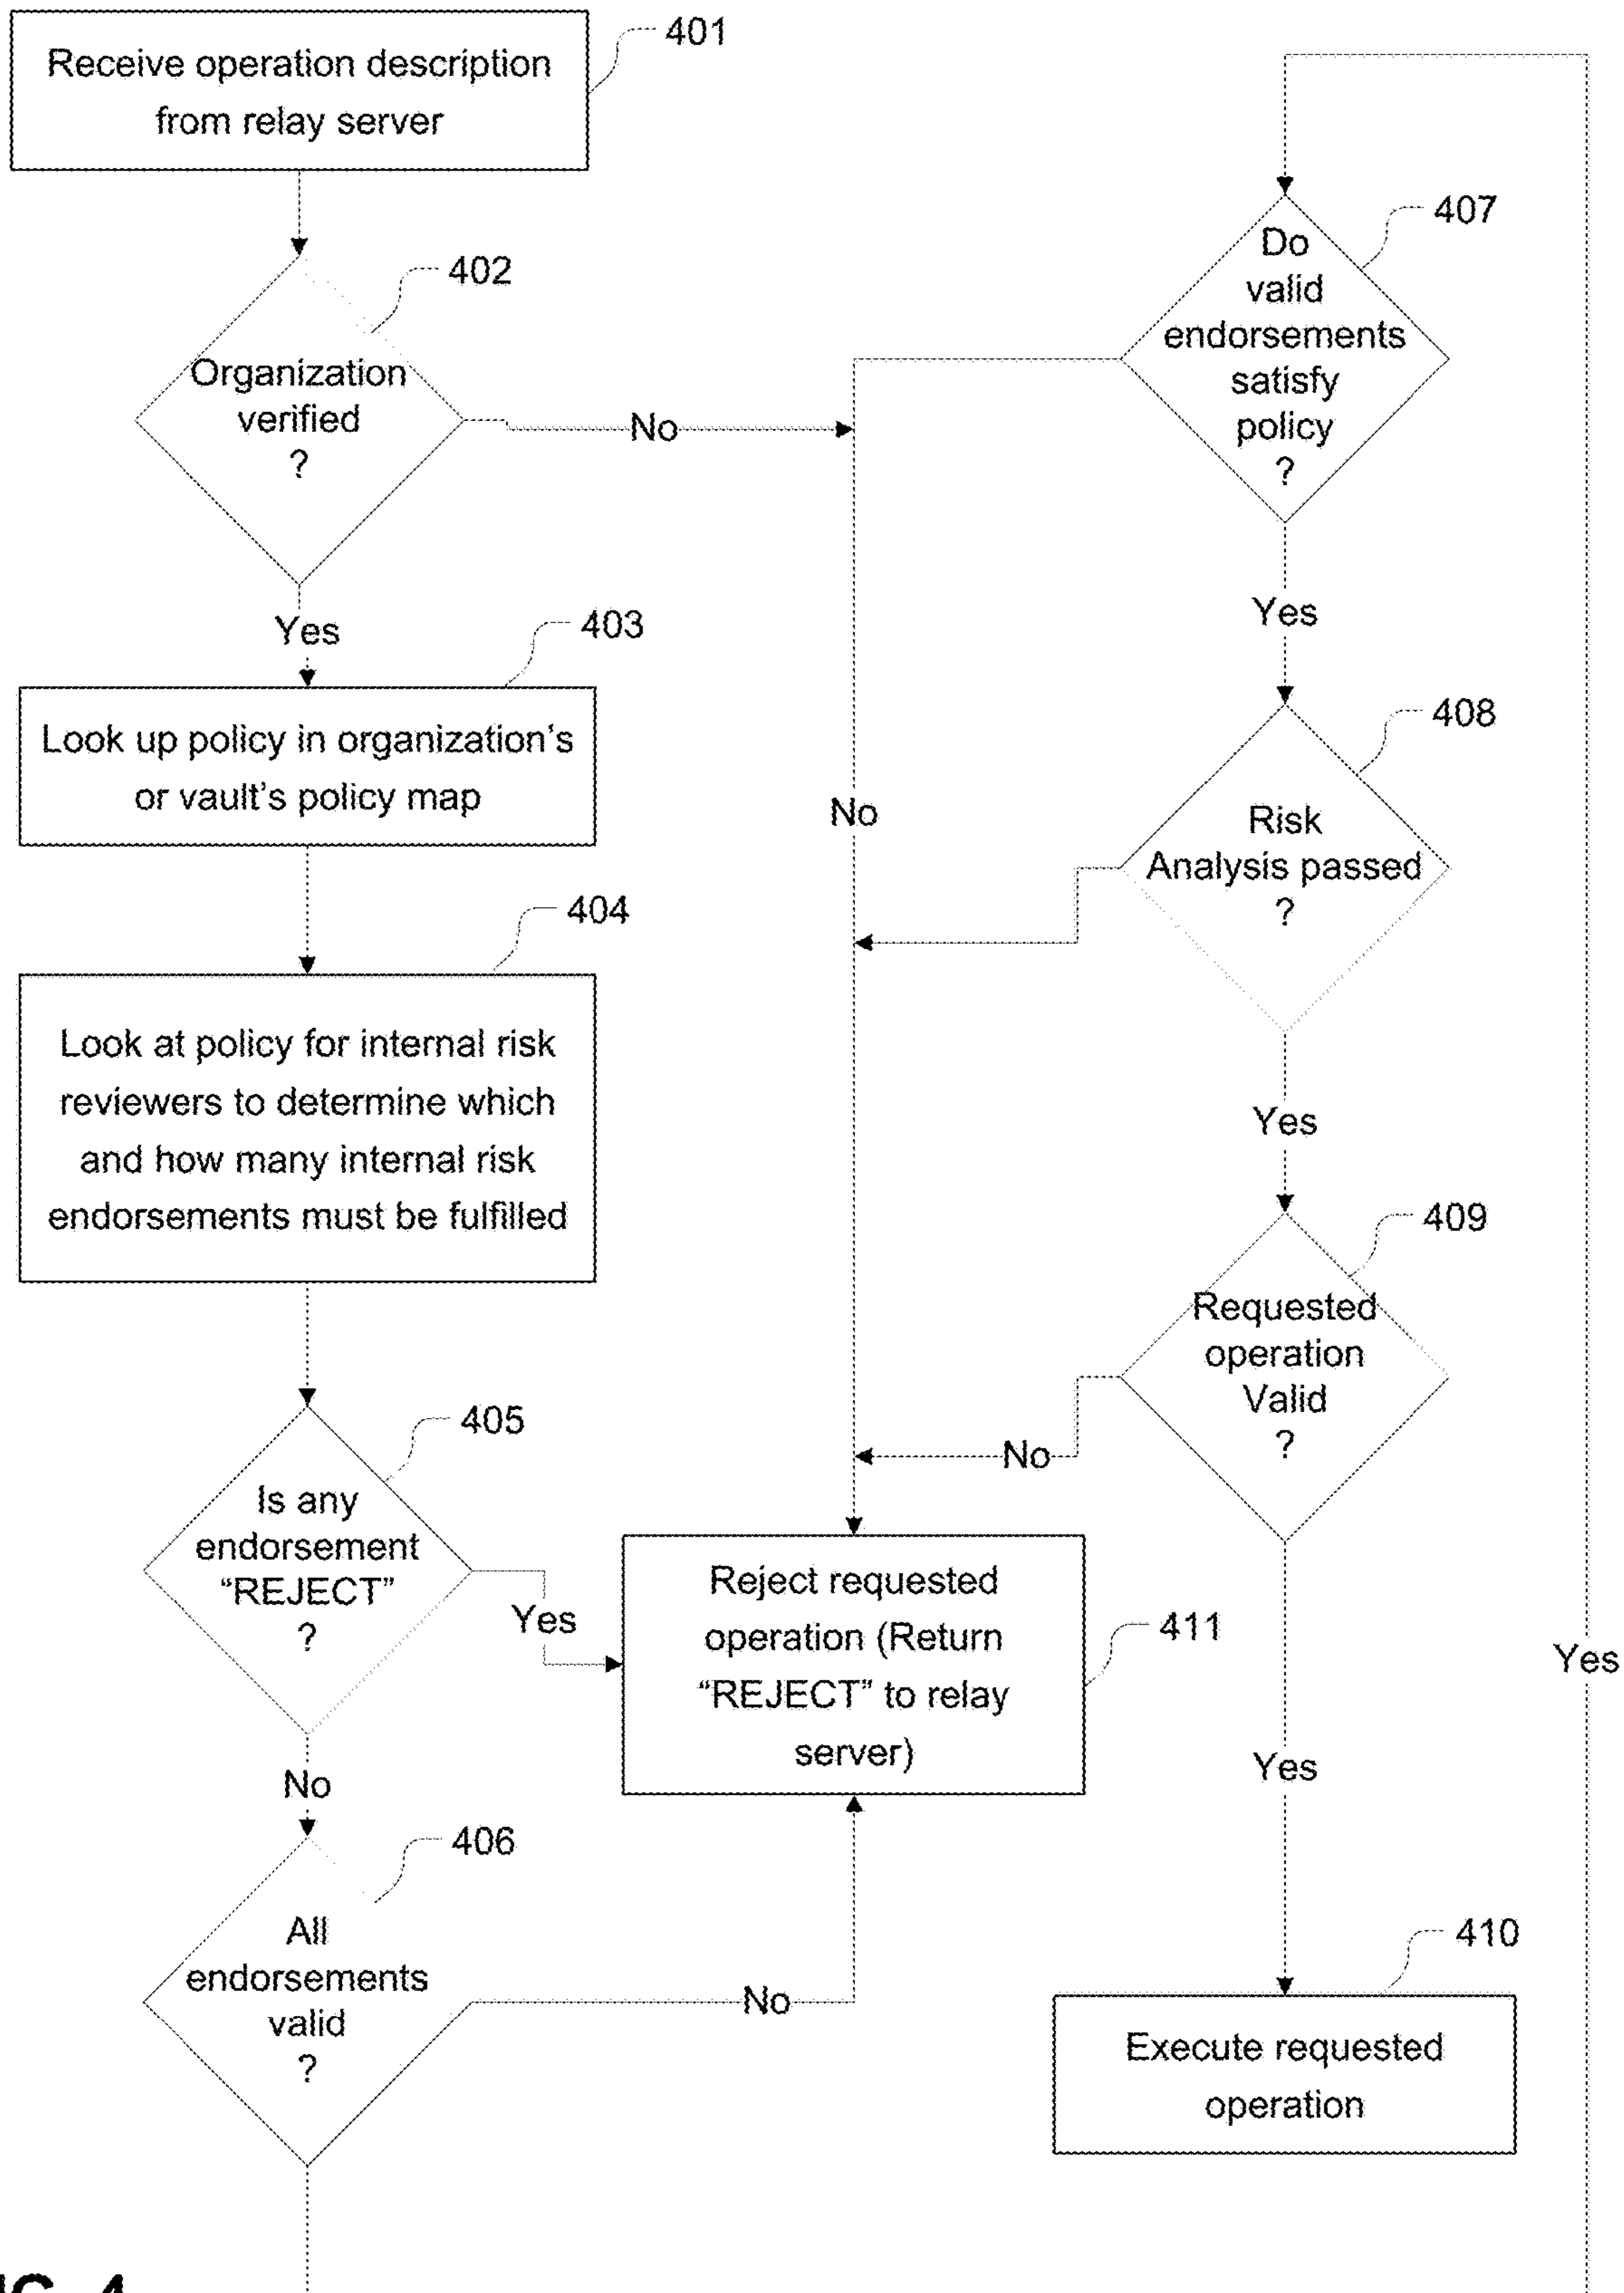 Receive operation description
from relay server
401
Organization
verified
?
402
No
Yes
403
Look up policy in organization's
or vault's policy map
404
Look at policy for internal risk
reviewers to determine which
and how many internal risk
endorsements must be fulfilled
405
Is any
endorsement
“REJECT”
?
Yes
No
406
All
endorsements
valid
?
No
Yes
407
Do
valid
endorsements
satisfy
policy
?
No
Yes
408
Risk
Analysis passed
?
Yes
409
Requested
operation
Valid
?
No
Yes
410
Execute requested
operation
411
Reject requested
operation (Return
“REJECT” to relay
server)